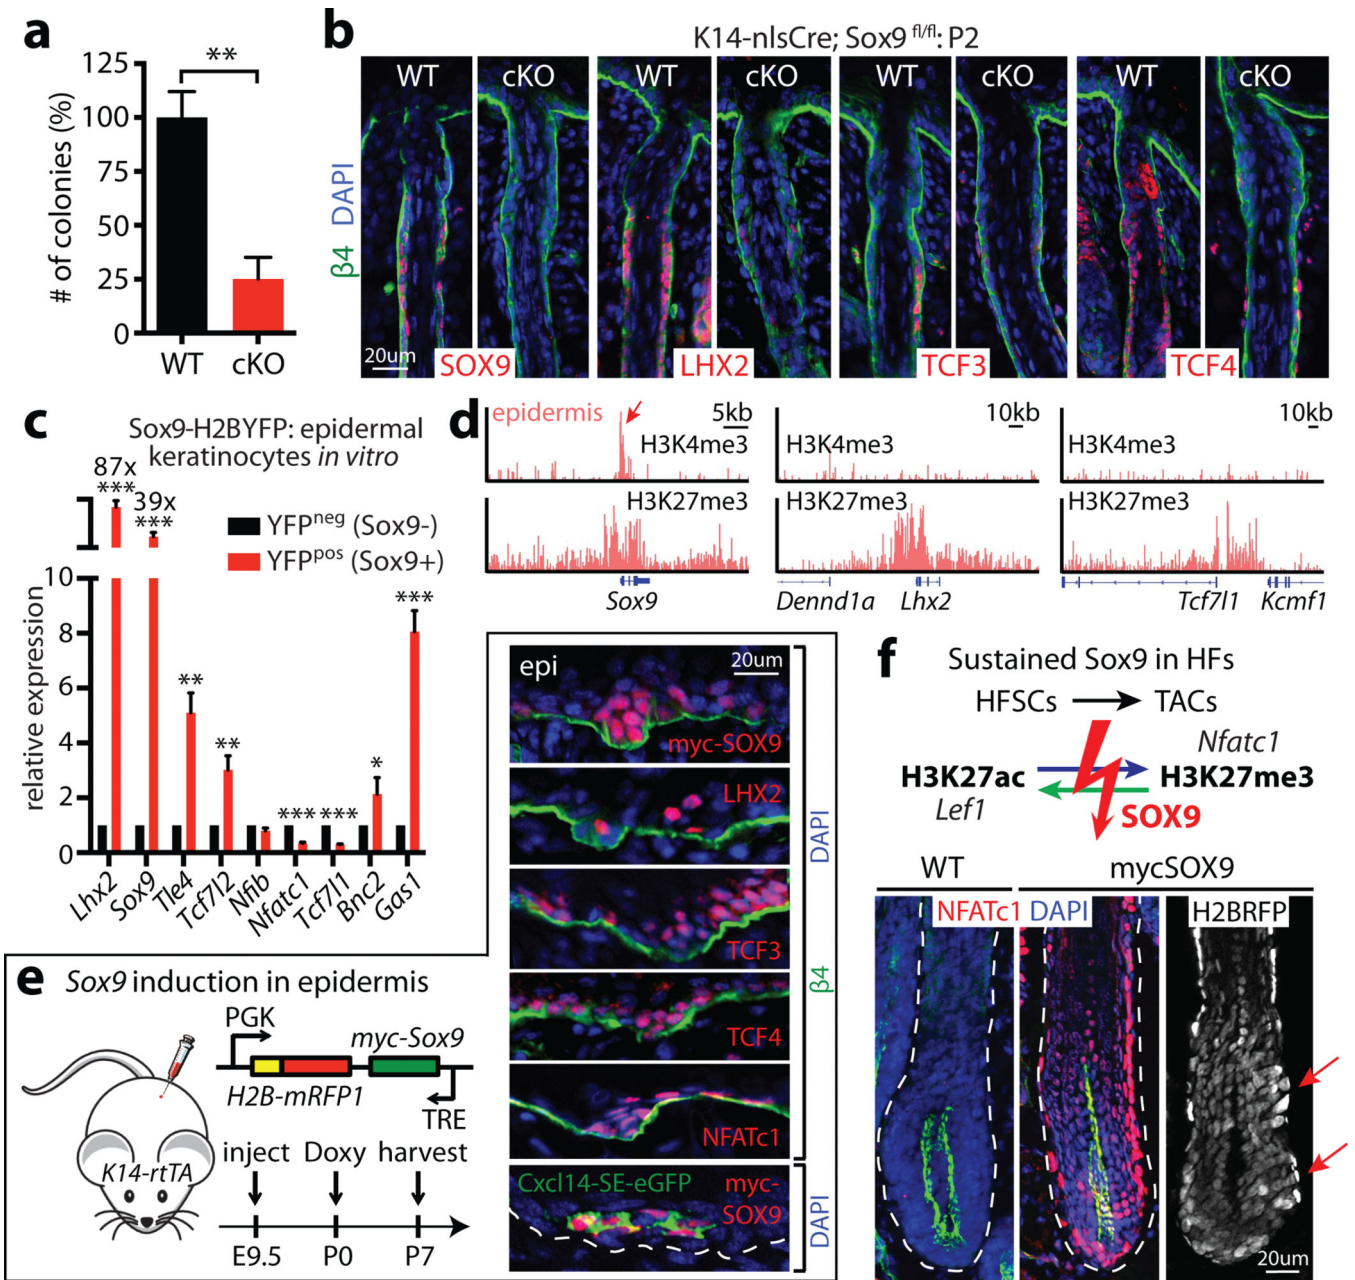 a
125
100
75
50
25
0
# of colonies (%)
**
WT
cKO
b
K14-nlsCre; Sox9 fl/fl: P2
β4 DAPI
WT
cKO
WT
cKO
WT
cKO
WT
cKO
20um
SOX9
LHX2
TCF3
TCF4
c
Sox9-H2BYFP: epidermal
keratinocytes in vitro
87x
***
39x
***
YFPneg (Sox9-)
YFPpos (Sox9+)
relative expression
10
8
6
4
2
0
**
**
***
***
*
***
Lhx2
Sox9
Tle4
Tcf7l2
Nfib
Nfatc1
Tcf7l1
Bnc2
Gas1
d
epidermis
5kb
H3K4me3
H3K27me3
Sox9
10kb
H3K4me3
H3K27me3
Dennd1a
Lhx2
10kb
H3K4me3
H3K27me3
Tcf7l1
Kcmf1
e
Sox9 induction in epidermis
PGK
myc-Sox9
H2B-mRFP1
TRE
K14-rtTA
inject
Doxy
harvest
E9.5
P0
P7
epi
20um
myc-SOX9
LHX2
TCF3
TCF4
NFATc1
Cxcl14-SE-eGFP
myc-
SOX9
DAPI
β4
DAPI
f
Sustained Sox9 in HFs
HFSCs
TACs
Nfatc1
H3K27ac
H3K27me3
Lef1
SOX9
WT
mycSOX9
NFATc1 DAPI
H2BRFP
20um